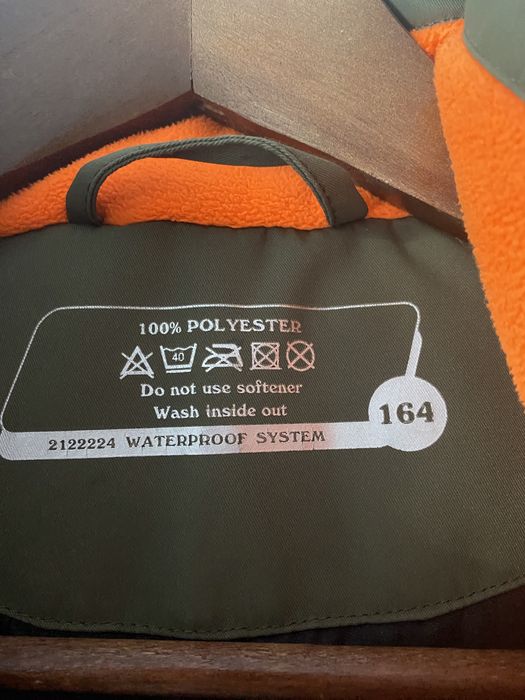 100% POLYESTER
40
Do not use softener
Wash inside out
164
2122224 WATERPROOF SYSTEM